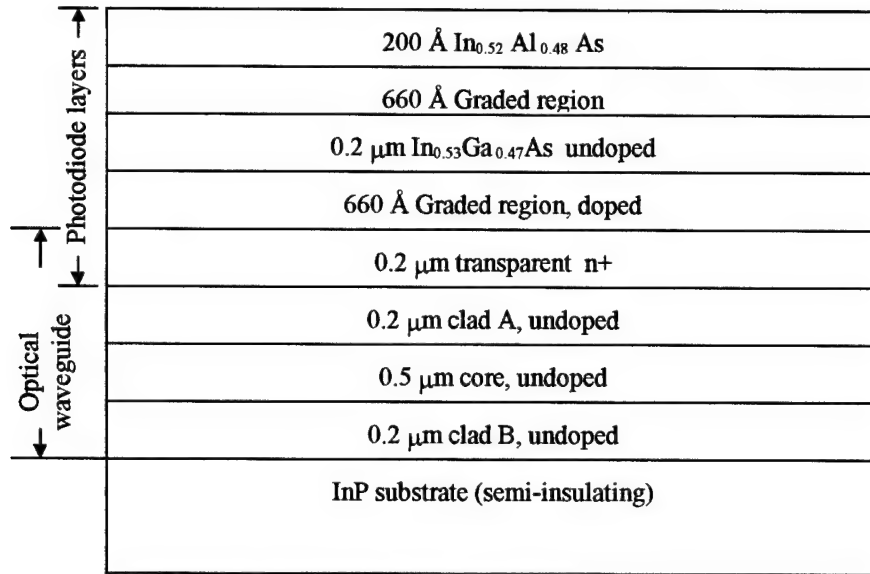 Photodiode layers
Optical
waveguide
200 Å In₀.₅₂ Al₀.₄₈ As
660 Å Graded region
0.2 μm In₀.₅₃Ga₀.₄₇As undoped
660 Å Graded region, doped
0.2 μm transparent n+
0.2 μm clad A, undoped
0.5 μm core, undoped
0.2 μm clad B, undoped
InP substrate (semi-insulating)